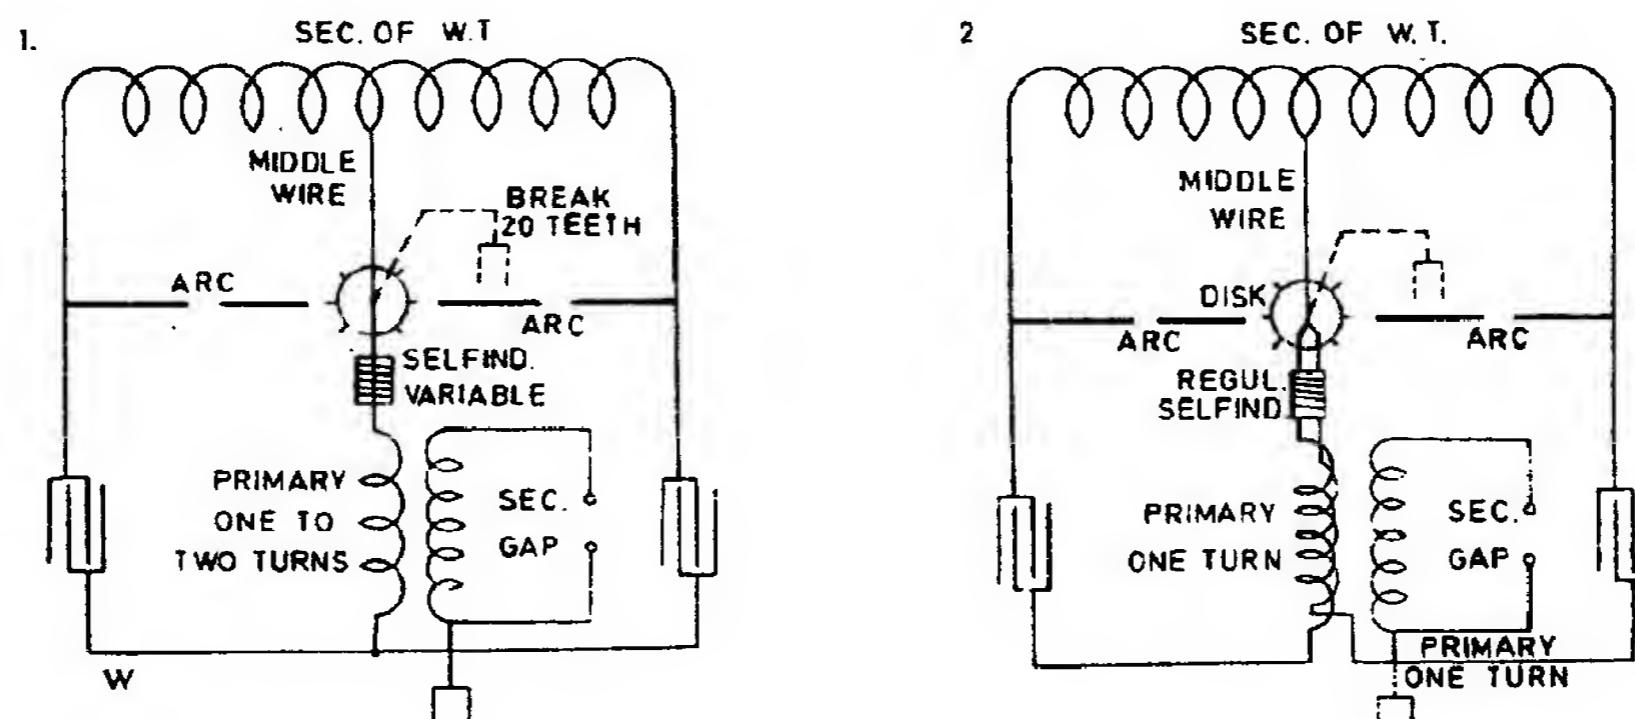 1.
SEC. OF W.T
MIDDLE
WIRE
BREAK
20 TEETH
ARC
ARC
SELFIND.
VARIABLE
PRIMARY
ONE TO
TWO TURNS
SEC.
GAP
W
2
SEC. OF W.T.
MIDDLE
WIRE
DISK
ARC
ARC
REGUL.
SELFIND.
PRIMARY
ONE TURN
SEC.
GAP
PRIMARY
ONE TURN